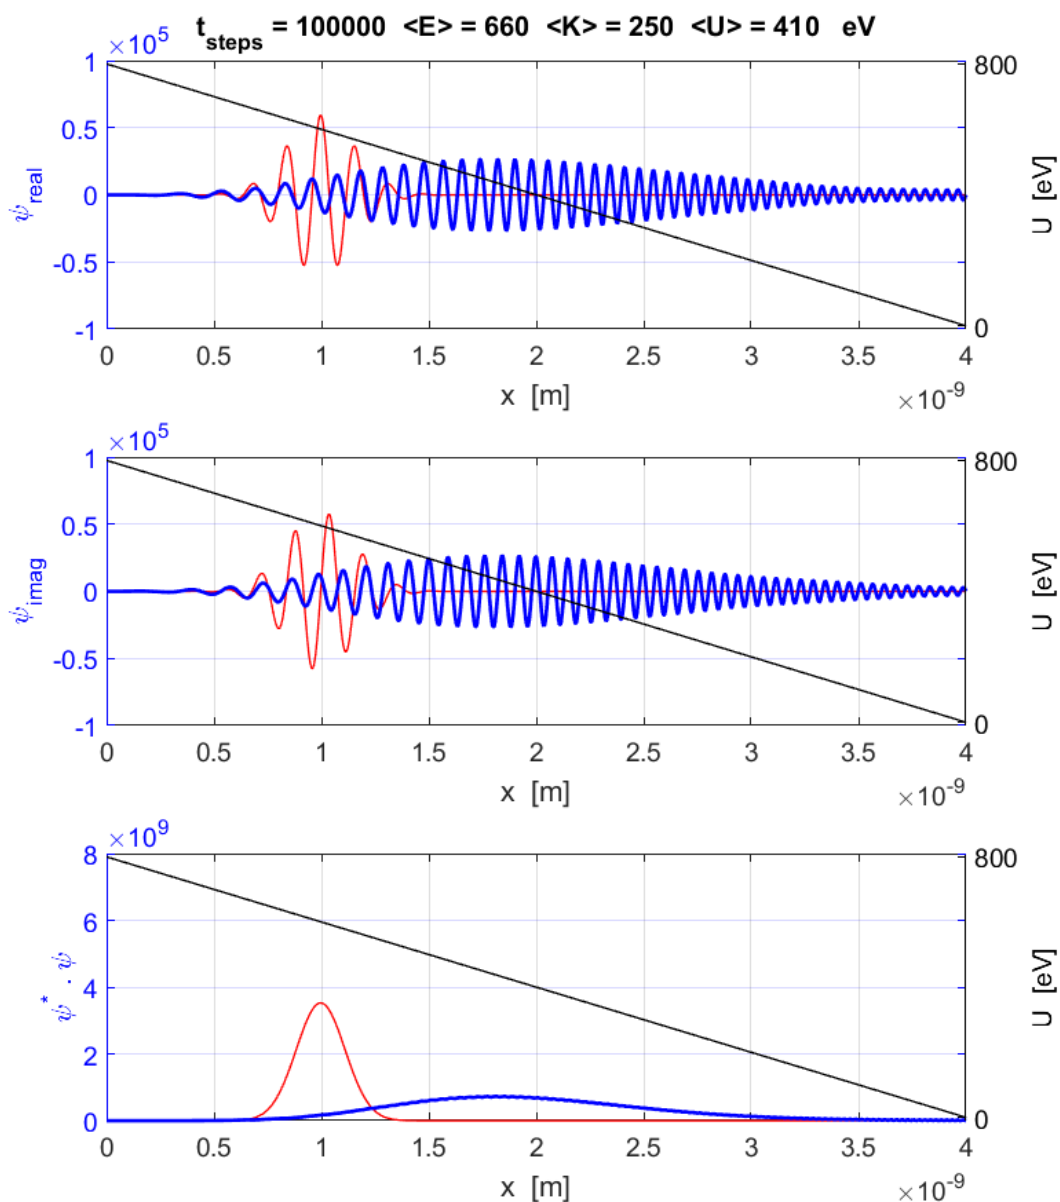 t_steps = 100000 <E> = 660 <K> = 250 <U> = 410 eV
×10^5
1
0.5
0
-0.5
-1
ψ_real
800
0
U [eV]
0 0.5 1 1.5 2 2.5 3 3.5 4
x [m]
×10^-9
×10^5
1
0.5
0
-0.5
-1
ψ_imag
800
0
U [eV]
0 0.5 1 1.5 2 2.5 3 3.5 4
x [m]
×10^-9
×10^9
8
6
4
2
0
ψ^* . ψ
800
0
U [eV]
0 0.5 1 1.5 2 2.5 3 3.5 4
x [m]
×10^-9